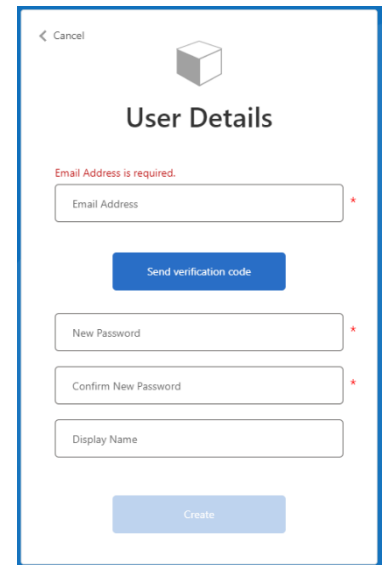 Cancel
User Details
Email Address is required.
Email Address *
Send verification code
New Password *
Confirm New Password *
Display Name
Create